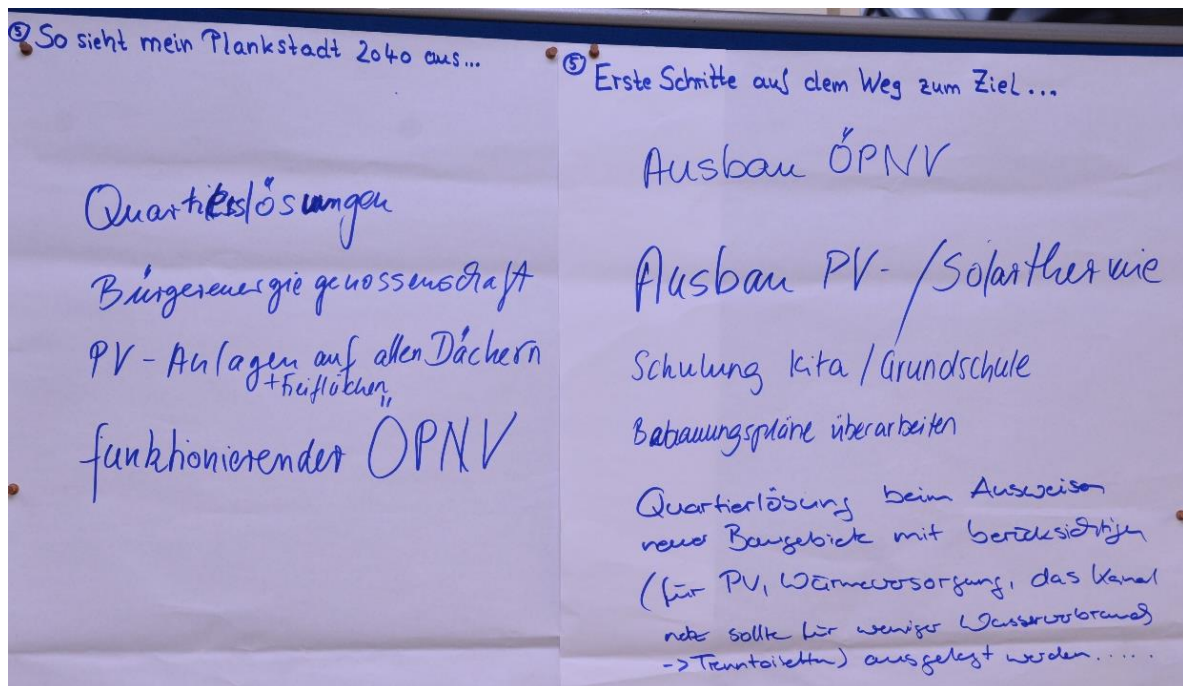 ③ So sieht mein Plankstadt 2040 aus...
Quartierslösungen
Bürgerenergiegenossenschaft
PV-Anlagen auf allen Dächern
+ Freiflächen
funktionierender ÖPNV
⑤ Erste Schritte auf dem Weg zum Ziel...
Ausbau ÖPNV
Ausbau PV-/Solarthermie
Schulung Kita / Grundschule
Babauungspläne überarbeiten
Quartierlösung beim Ausweisen
neuer Baugebiete mit berücksichtigen
(für PV, Wärmeversorgung, das Kanal
netz sollte für weniger Wasserverbrauch
-> Trenntoiletten) ausgelegt werden.....